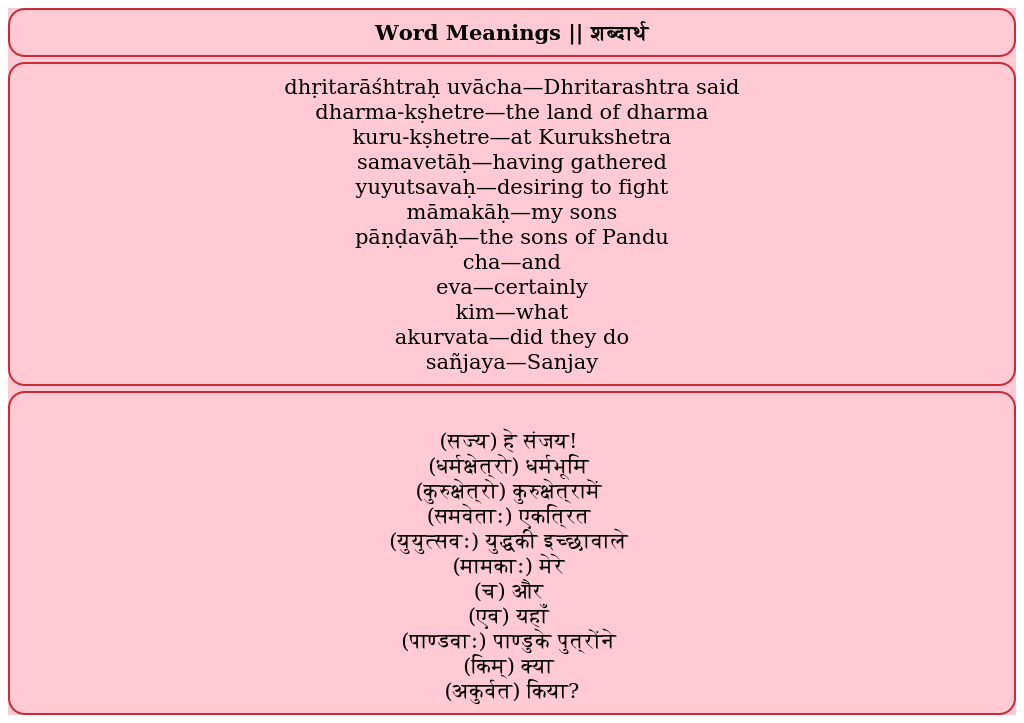 Word Meanings || शब्दार्थ
dhṛitarāśhtraḥ uvācha—Dhritarashtra said
dharma-kṣhetre—the land of dharma
kuru-kṣhetre—at Kurukshetra
samavetāḥ—having gathered
yuyutsavaḥ—desiring to fight
māmakāḥ—my sons
pāṇḍavāḥ—the sons of Pandu
cha—and
eva—certainly
kim—what
akurvata—did they do
sañjaya—Sanjay
(सज्य) हे संजय!
(धर्मक्षेत्रो) धर्मभूमि
(कुरुक्षेत्रो) कुरुक्षेत्रामें
(समवेताः) एकत्रित
(युयुत्सवः) युद्धकी इच्छावाले
(मामकाः) मेरे
(च) और
(एव) यहाँ
(पाण्डवाः) पाण्डुके पुत्रोंने
(किम्) क्या
(अकुर्वत) किया?